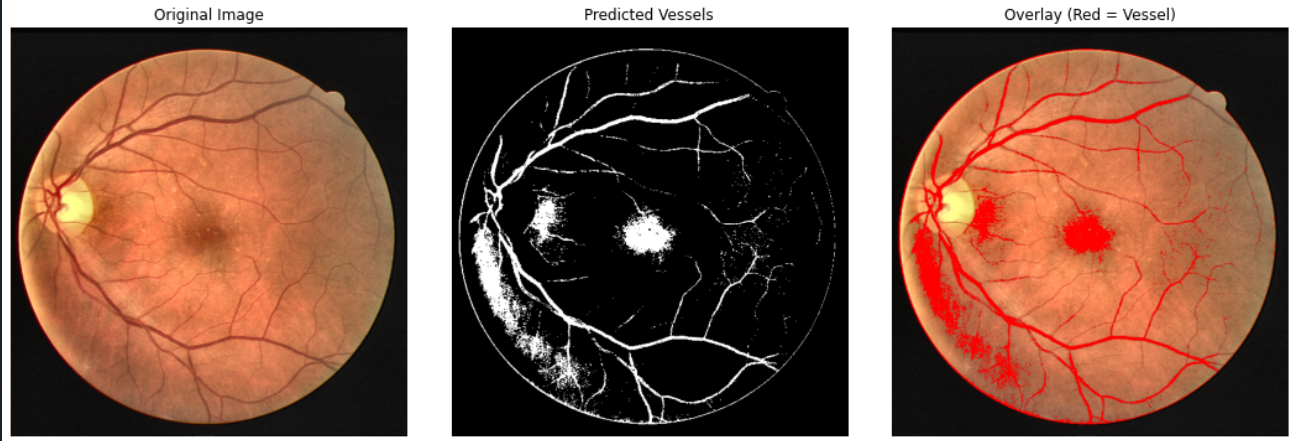 Original Image
Predicted Vessels
Overlay (Red = Vessel)